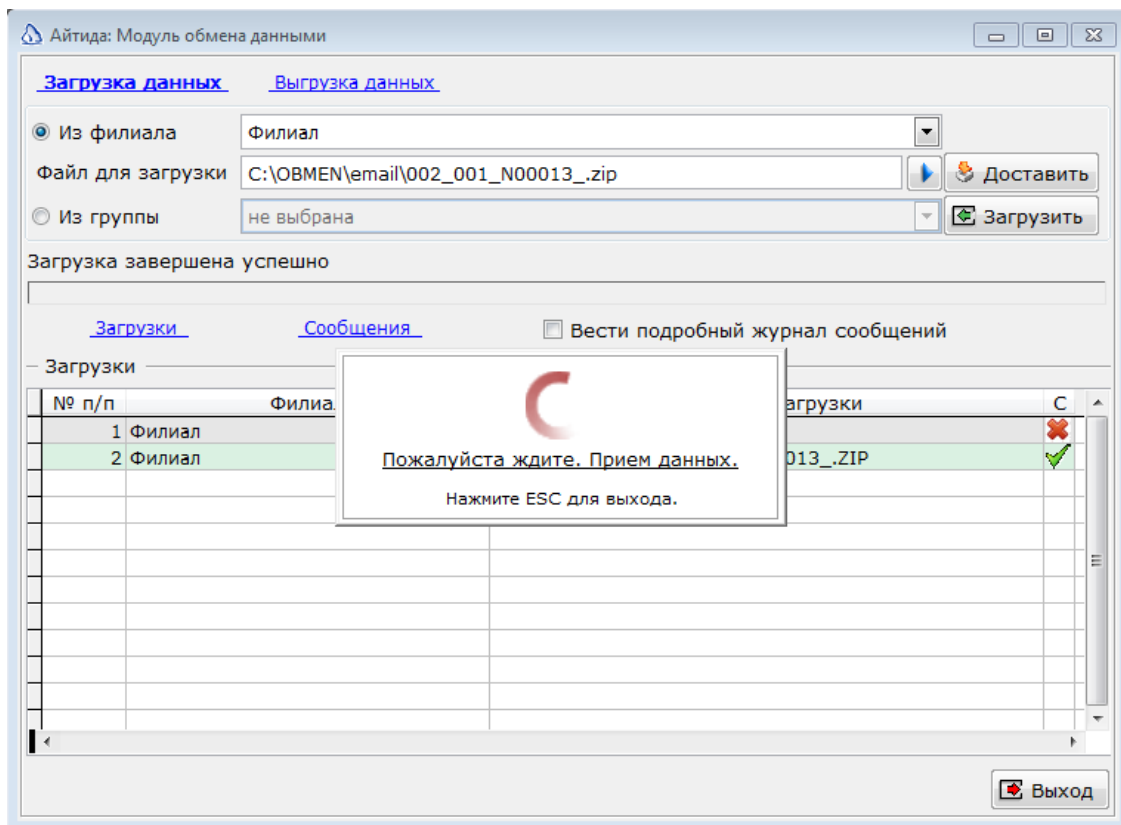 Айтида: Модуль обмена данными
Загрузка данных Выгрузка данных
Из филиала Филиал
Файл для загрузки C:\OBMEN\email\002_001_N00013_.zip Доставить
Из группы не выбрана Загрузить
Загрузка завершена успешно
Загрузки Сообщения Вести подробный журнал сообщений
Загрузки
№ п/п Филиа агрузки С
1 Филиал
2 Филиал 013_.ZIP
Пожалуйста ждите. Прием данных.
Нажмите ESC для выхода.
Выход